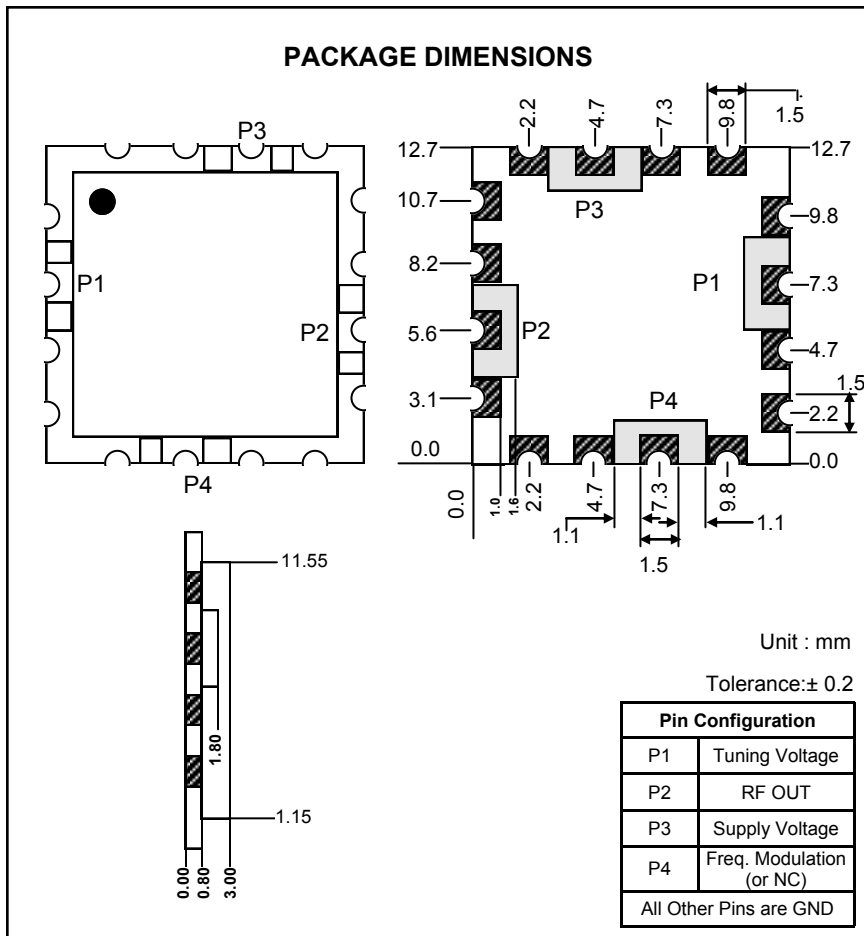 PACKAGE DIMENSIONS
P3
P1
P2
P4
2.2
4.7
7.3
9.8
1.5
12.7
10.7
8.2
5.6
3.1
0.0
12.7
9.8
7.3
4.7
1.5
2.2
0.0
P3
P1
P2
P4
0.0
1.0
1.6
2.2
4.7
7.3
9.8
1.1
1.1
1.5
11.55
1.80
1.15
0.00
0.80
3.00
Unit : mm
Tolerance:± 0.2
Pin Configuration
P1 Tuning Voltage
P2 RF OUT
P3 Supply Voltage
P4 Freq. Modulation
(or NC)
All Other Pins are GND